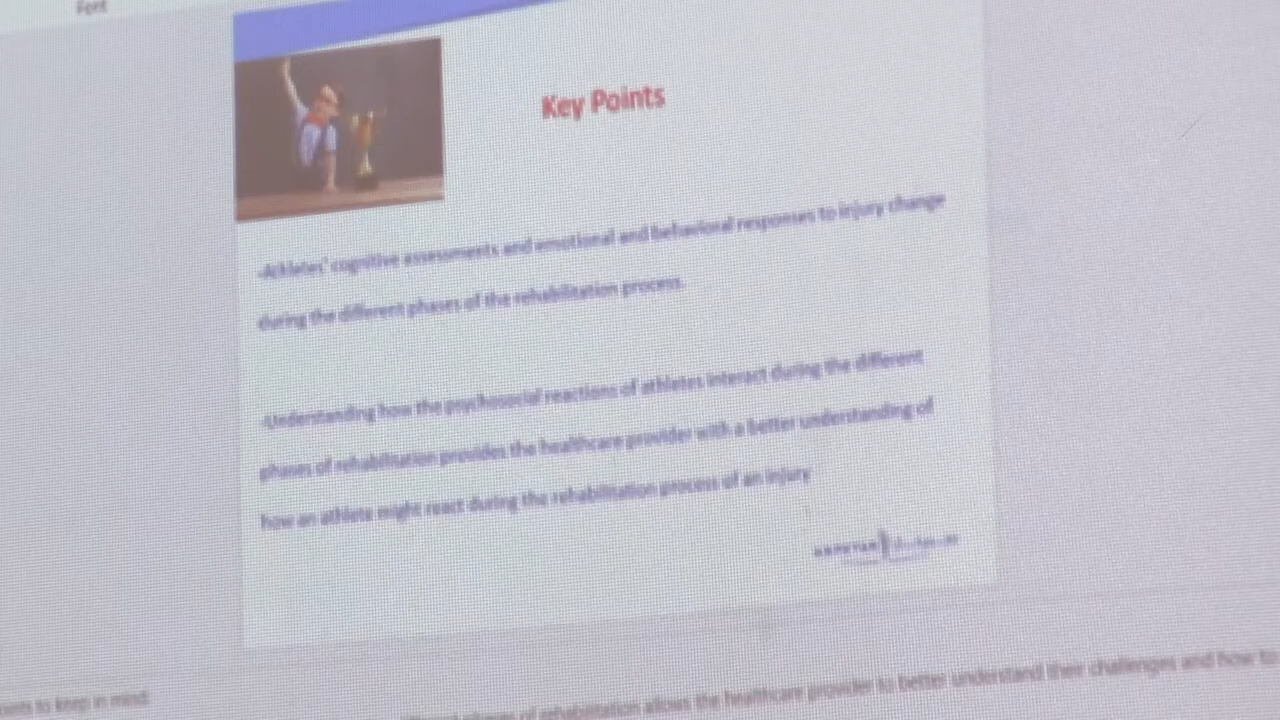 Font
Key Points
-Athletes' cognitive assessments and emotional and behavioral responses to injury change
during the different phases of the rehabilitation process.
-Understanding how the psychosocial reactions of athletes interact during the different
phases of rehabilitation provides the healthcare provider with a better understanding of
how an athlete might react during the rehabilitation process of an injury
to keep in mind
phases of rehabilitation allows the healthcare provider to better understand their challenges and how to